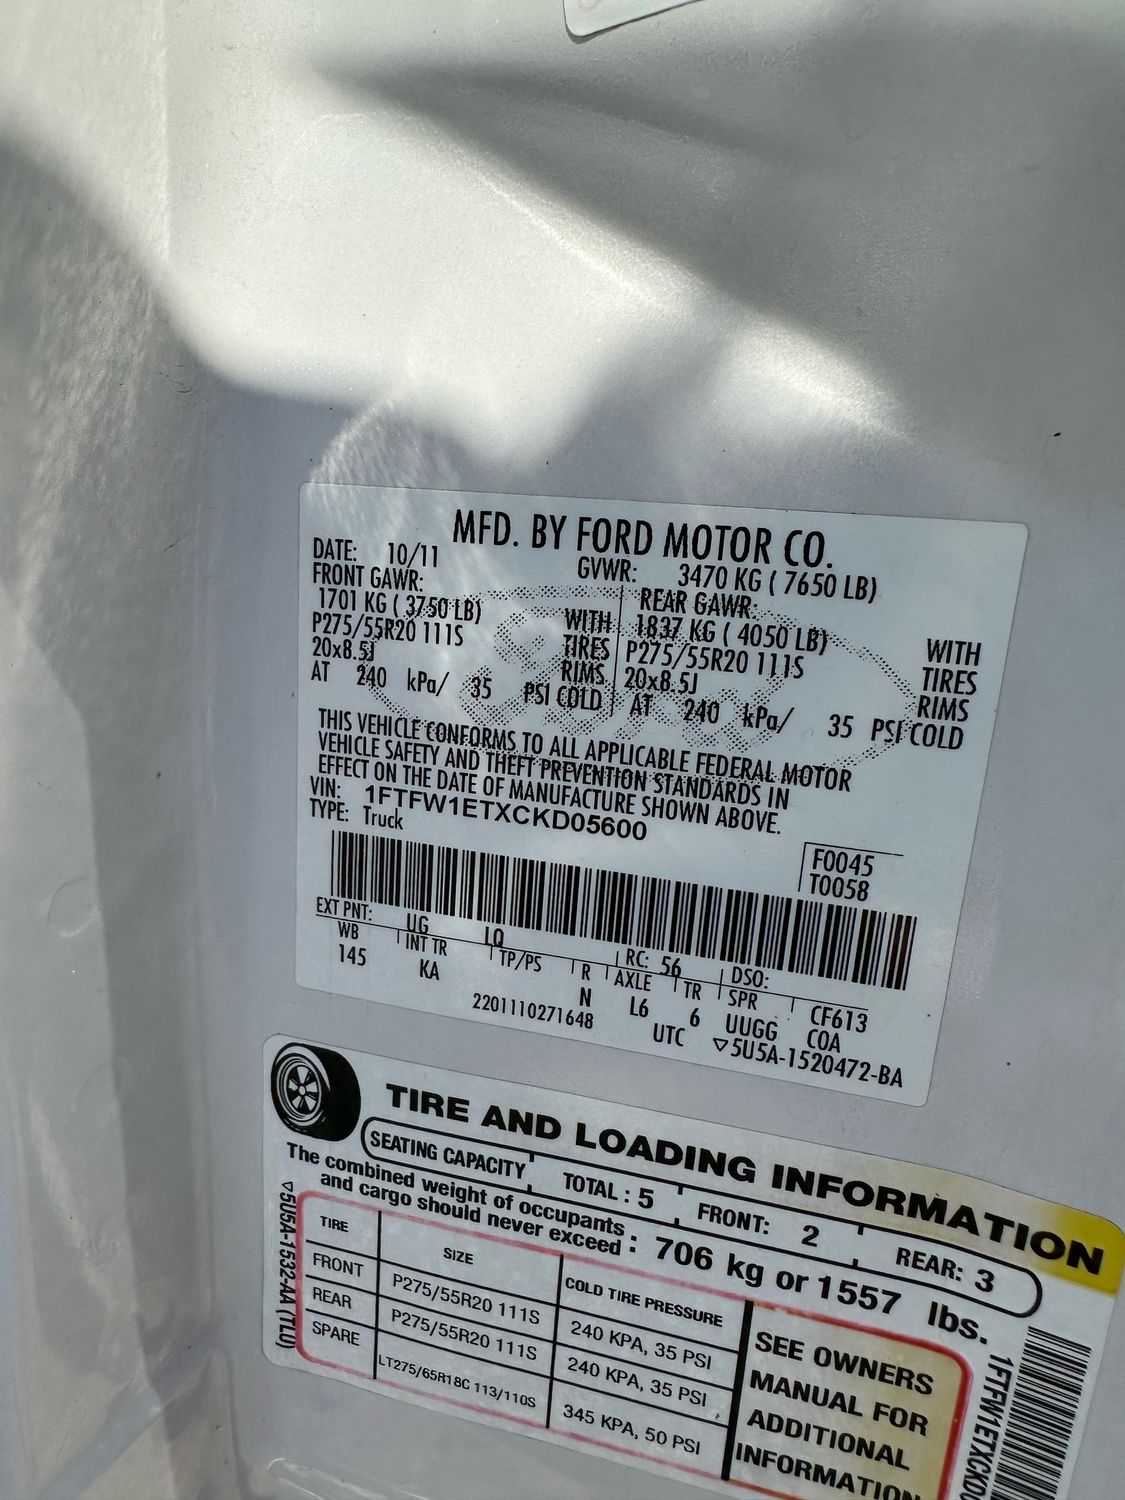 MFD. BY FORD MOTOR CO.
DATE: 10/11 GVWR: 3470 KG ( 7650 LB)
FRONT GAWR: REAR GAWR:
1701 KG ( 3750 LB) WITH 1837 KG ( 4050 LB) WITH
P275/55R20 111S TIRES P275/55R20 111S TIRES
20x8.5J RIMS 20x8.5J RIMS
AT 240 kPa/ 35 PSI COLD AT 240 kPa/ 35 PSI COLD
THIS VEHICLE CONFORMS TO ALL APPLICABLE FEDERAL MOTOR
VEHICLE SAFETY AND THEFT PREVENTION STANDARDS IN
EFFECT ON THE DATE OF MANUFACTURE SHOWN ABOVE.
VIN: 1FTFW1ETXCKD05600
TYPE: Truck
F0045
T0058
EXT PNT: UG LQ RC: 56 DSO:
WB INT TR TP/PS R AXLE TR SPR CF613
145 KA N L6 6 UUGG COA
2201110271648 UTC ▽5U5A-1520472-BA
TIRE AND LOADING INFORMATION
SEATING CAPACITY TOTAL : 5 FRONT: 2 REAR: 3
The combined weight of occupants
and cargo should never exceed : 706 kg or 1557 lbs.
TIRE SIZE COLD TIRE PRESSURE
FRONT P275/55R20 111S 240 KPA, 35 PSI
REAR P275/55R20 111S 240 KPA, 35 PSI
SPARE LT275/65R18C 113/110S 345 KPA, 50 PSI
SEE OWNERS
MANUAL FOR
ADDITIONAL
INFORMATION
▽5U5A-1532-AA (TLU)
1FTFW1ETXCKD0